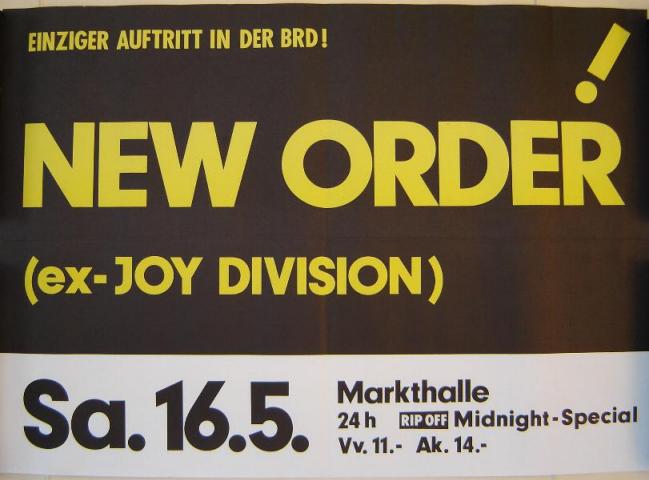 EINZIGER AUFTRITT IN DER BRD!
NEW ORDER!
(ex-JOY DIVISION)
Sa. 16.5.
Markthalle
24 h RIP OFF Midnight-Special
Vv. 11.- Ak. 14.-